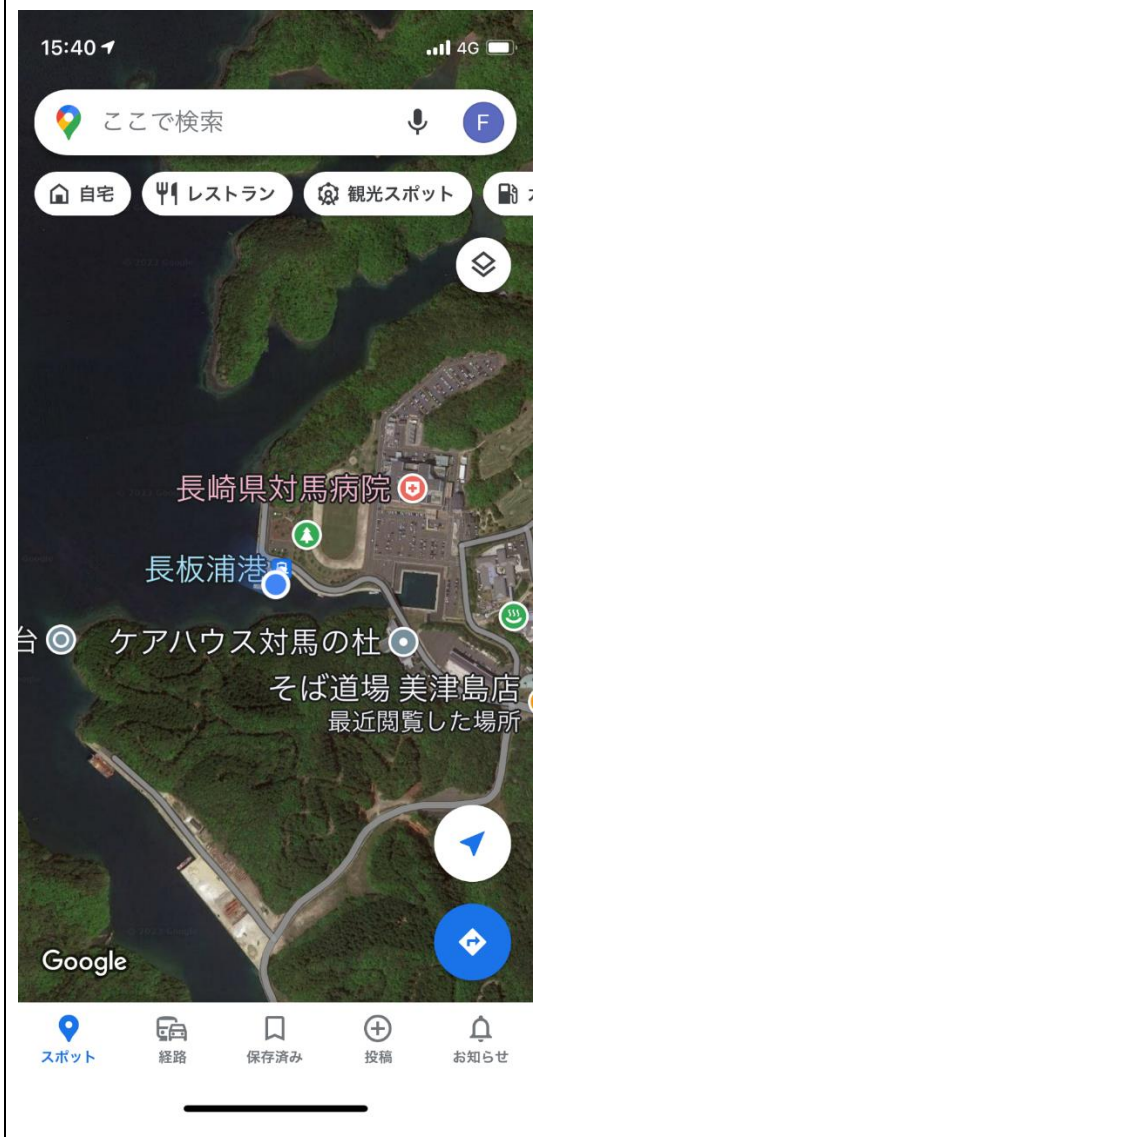 15:40
4G
ここで検索
F
自宅
レストラン
観光スポット
© 2023 Google
長崎県対馬病院
長板浦港
台
ケアハウス対馬の杜
そば道場 美津島店
最近閲覧した場所
Google
スポット
経路
保存済み
投稿
お知らせ